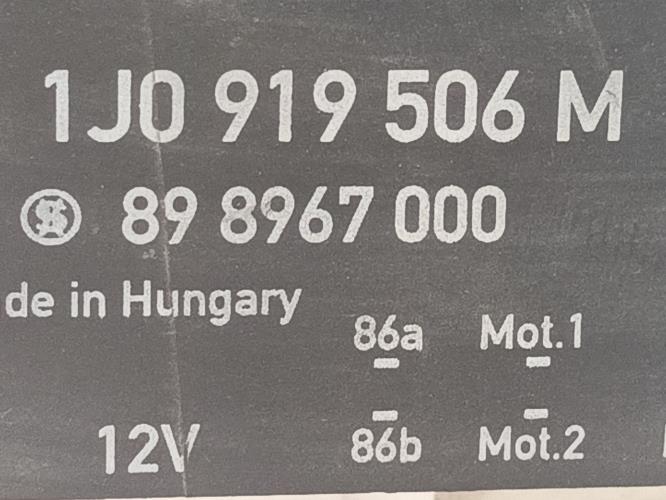 1J0 919 506 M
89 8967 000
de in Hungary
86a Mot.1
12V 86b Mot.2